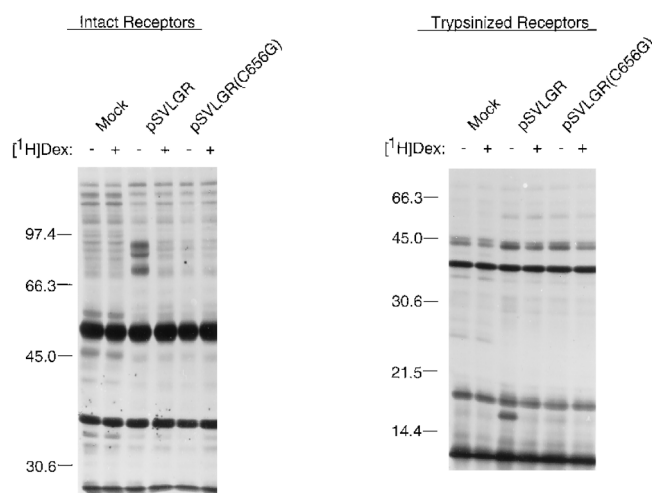 Intact Receptors
Mock
pSVLGR
pSVLGR(C656G)
[1H]Dex: - + - + - +
97.4
66.3
45.0
30.6
Trypsinized Receptors
Mock
pSVLGR
pSVLGR(C656G)
[1H]Dex: - + - + - +
66.3
45.0
30.6
21.5
14.4